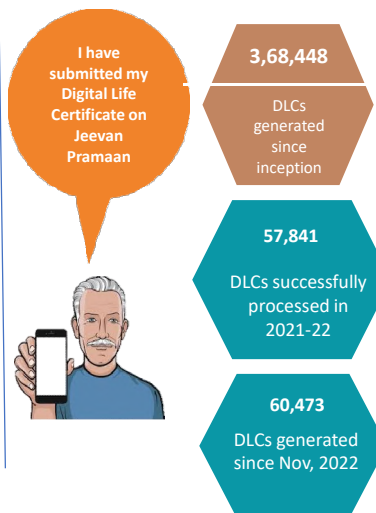 I have
submitted my
Digital Life
Certificate on
Jeevan
Pramaan
3,68,448
DLCs
generated
since
inception
57,841
DLCs successfully
processed in
2021-22
60,473
DLCs generated
since Nov, 2022